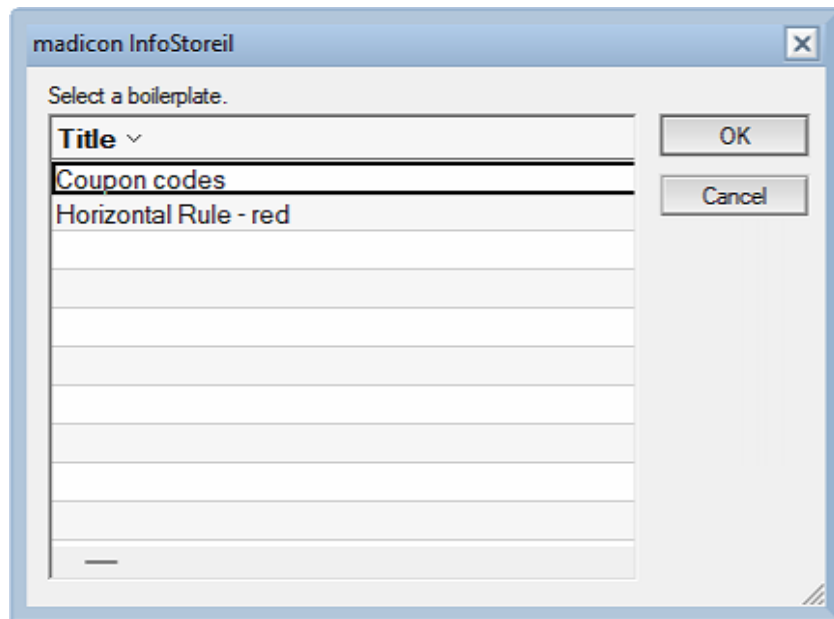 madicon InfoStoreil
Select a boilerplate.
Title
OK
Coupon codes
Cancel
Horizontal Rule - red